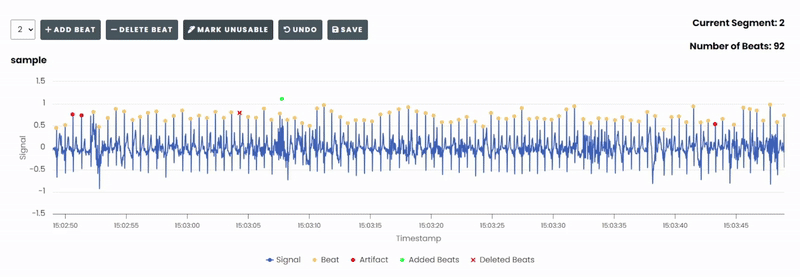 2
+ ADD BEAT
− DELETE BEAT
MARK UNUSABLE
UNDO
SAVE
Current Segment: 2
Number of Beats: 92
sample
1.5
1
0.5
0
−0.5
−1
−1.5
Signal
15:02:50
15:02:55
15:03:00
15:03:05
15:03:10
15:03:15
15:03:20
15:03:25
15:03:30
15:03:35
15:03:40
15:03:45
Timestamp
Signal
Beat
Artifact
Added Beats
Deleted Beats